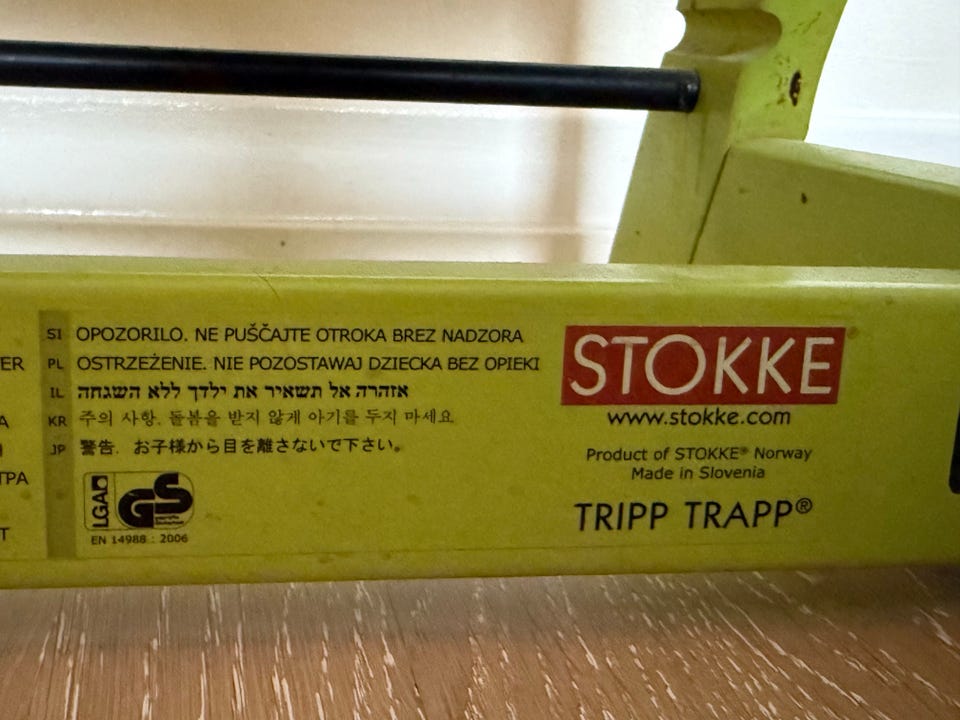 SI OPOZORILO. NE PUŠČAJTE OTROKA BREZ NADZORA
ER PL OSTRZEŻENIE. NIE POZOSTAWAJ DZIECKA BEZ OPIEKI
IL אזהרה אל תשאיר את ילדך ללא השגחה
A KR 주의 사항. 돌봄을 받지 않게 아기를 두지 마세요
JP 警告. お子様から目を離さないで下さい。
ТРА
T
LGA GS geprüfte Sicherheit
EN 14988 : 2006
STOKKE
www.stokke.com
Product of STOKKE® Norway
Made in Slovenia
TRIPP TRAPP®